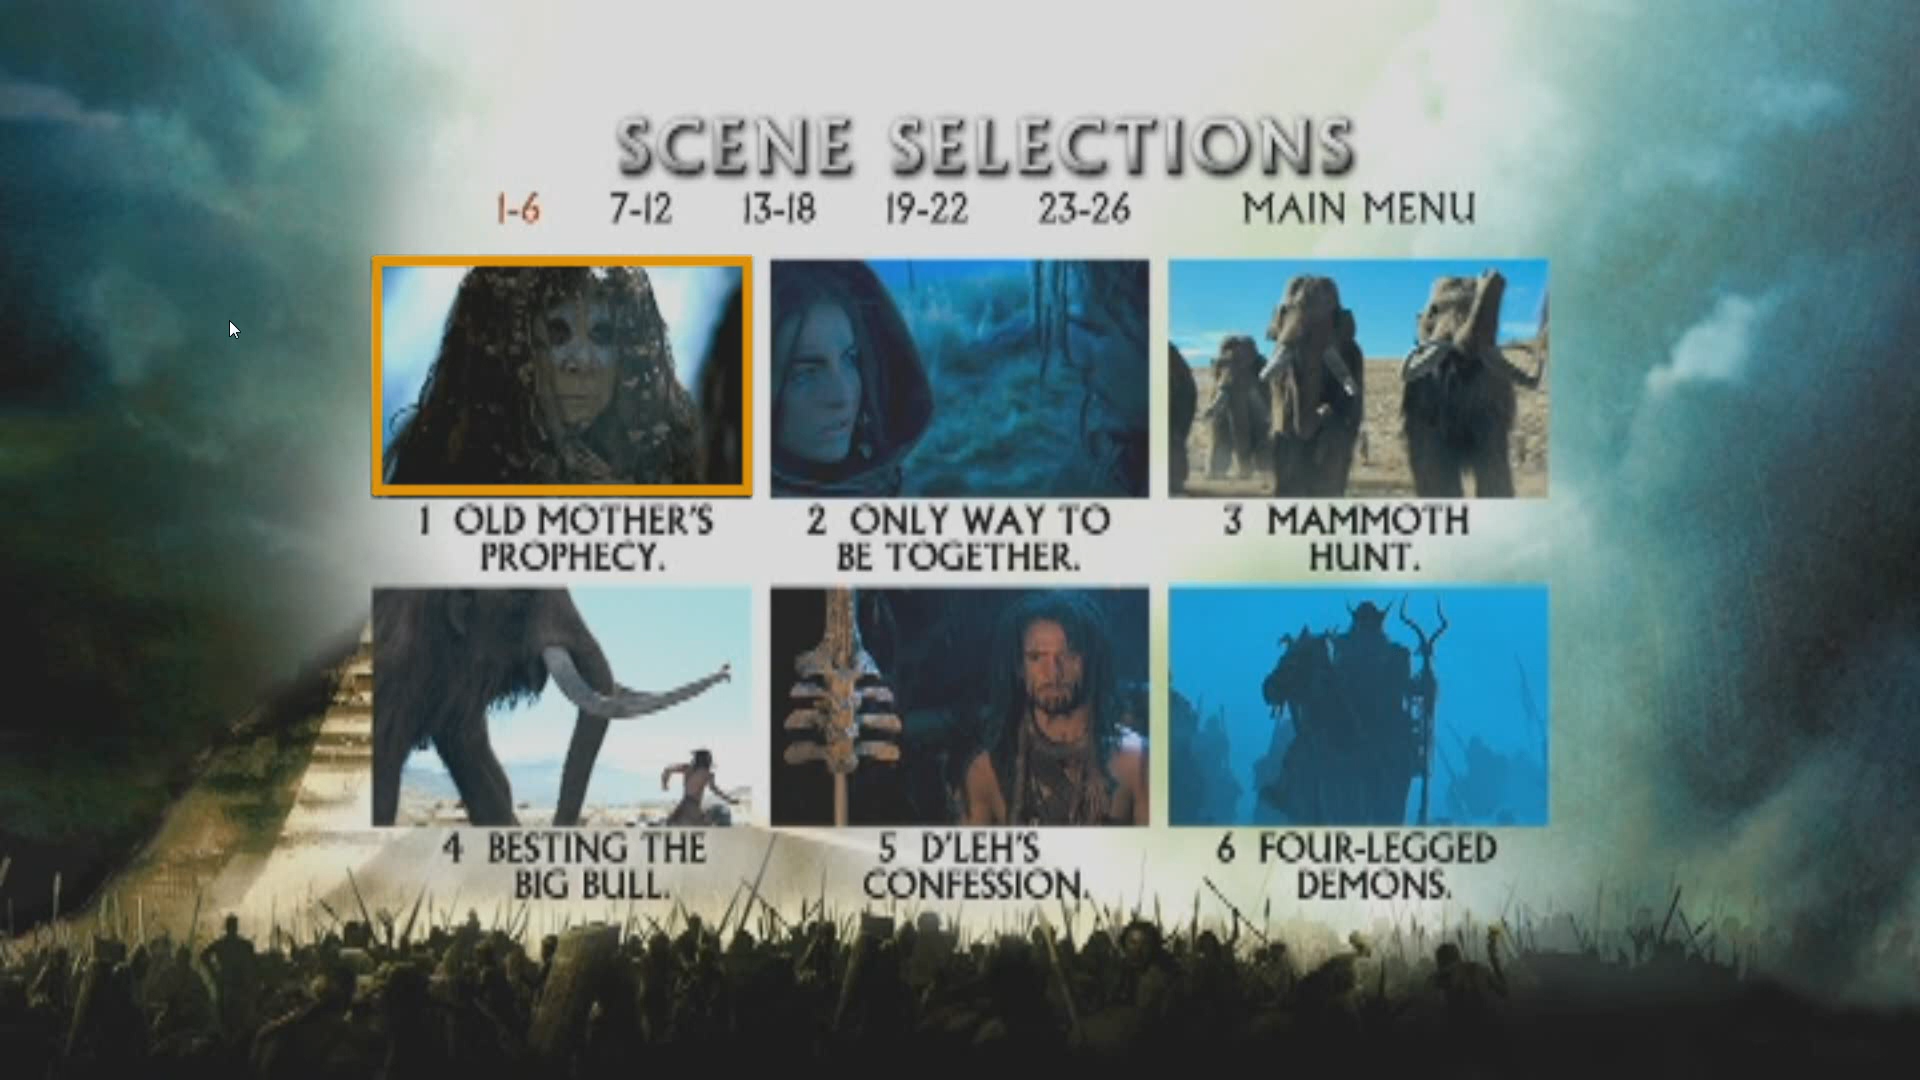 SCENE SELECTIONS
1-6 7-12 13-18 19-22 23-26 MAIN MENU
1 OLD MOTHER'S
PROPHECY.
2 ONLY WAY TO
BE TOGETHER.
3 MAMMOTH
HUNT.
4 BESTING THE
BIG BULL.
5 D'LEH'S
CONFESSION.
6 FOUR-LEGGED
DEMONS.